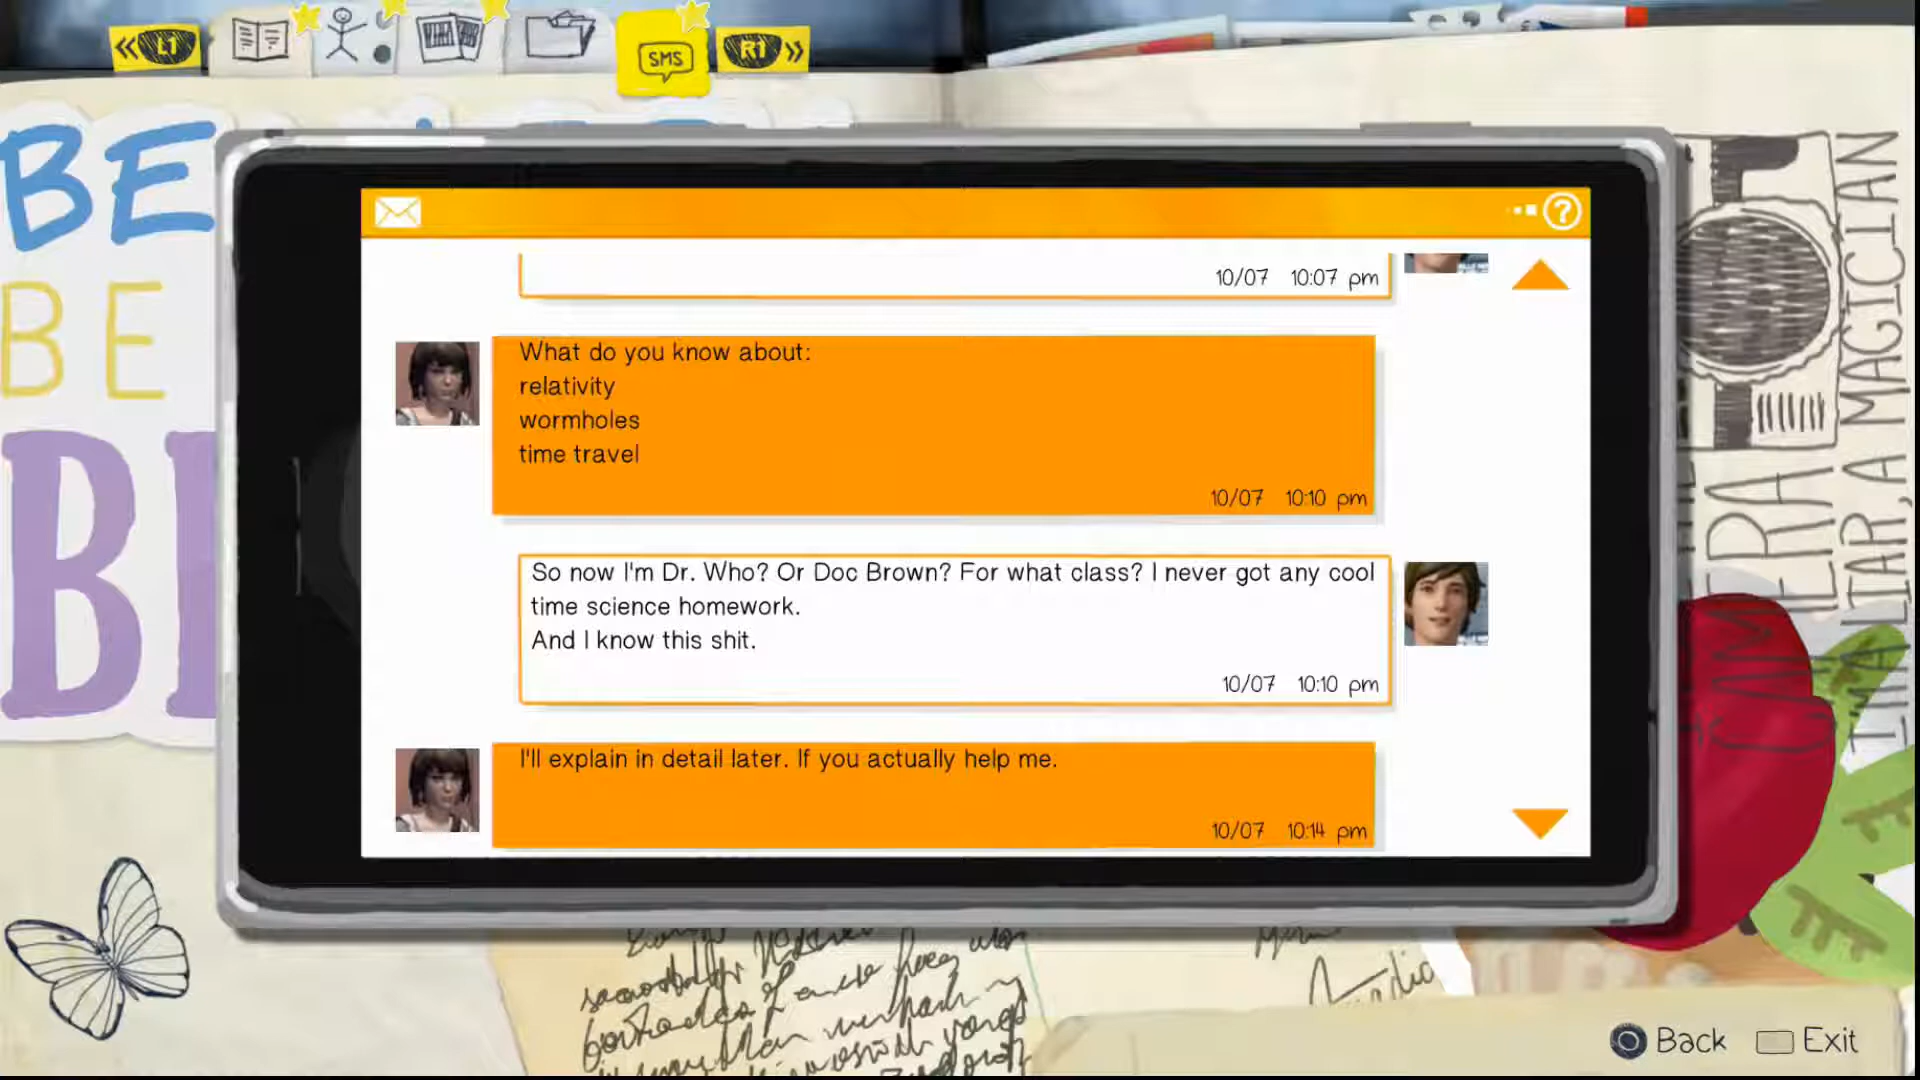 L1
SMS
R1
BE
BE
10/07 10:07 pm
What do you know about:
relativity
wormholes
time travel
10/07 10:10 pm
So now I'm Dr. Who? Or Doc Brown? For what class? I never got any cool
time science homework.
And I know this shit.
10/07 10:10 pm
I'll explain in detail later. If you actually help me.
10/07 10:14 pm
CAMERA
A MAGICIAN
Back
Exit